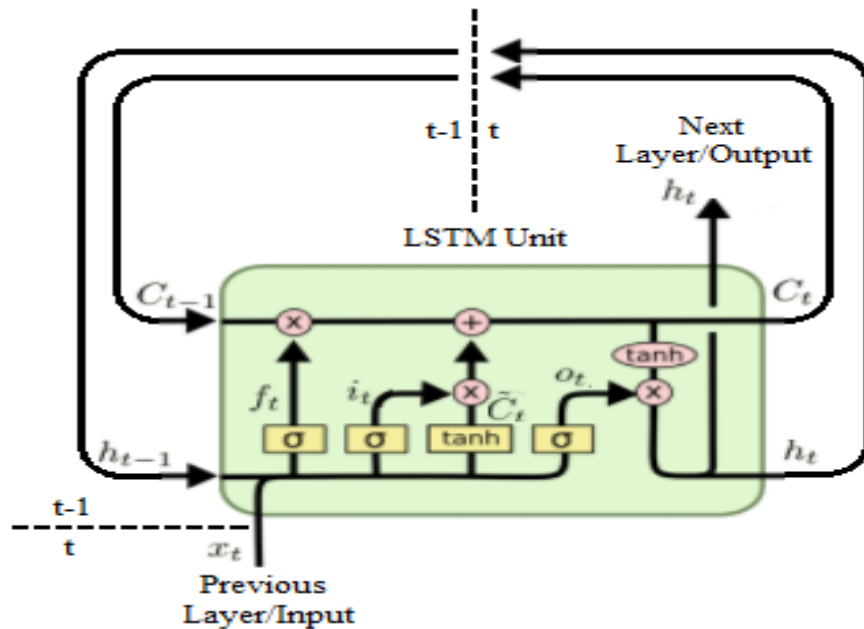 t-1 t
Next
Layer/Output
h_t
LSTM Unit
C_{t-1}
C_t
× +
tanh
f_t i_t × C̃_t o_t. ×
σ σ tanh σ
h_{t-1}
h_t
t-1
t
x_t
Previous
Layer/Input